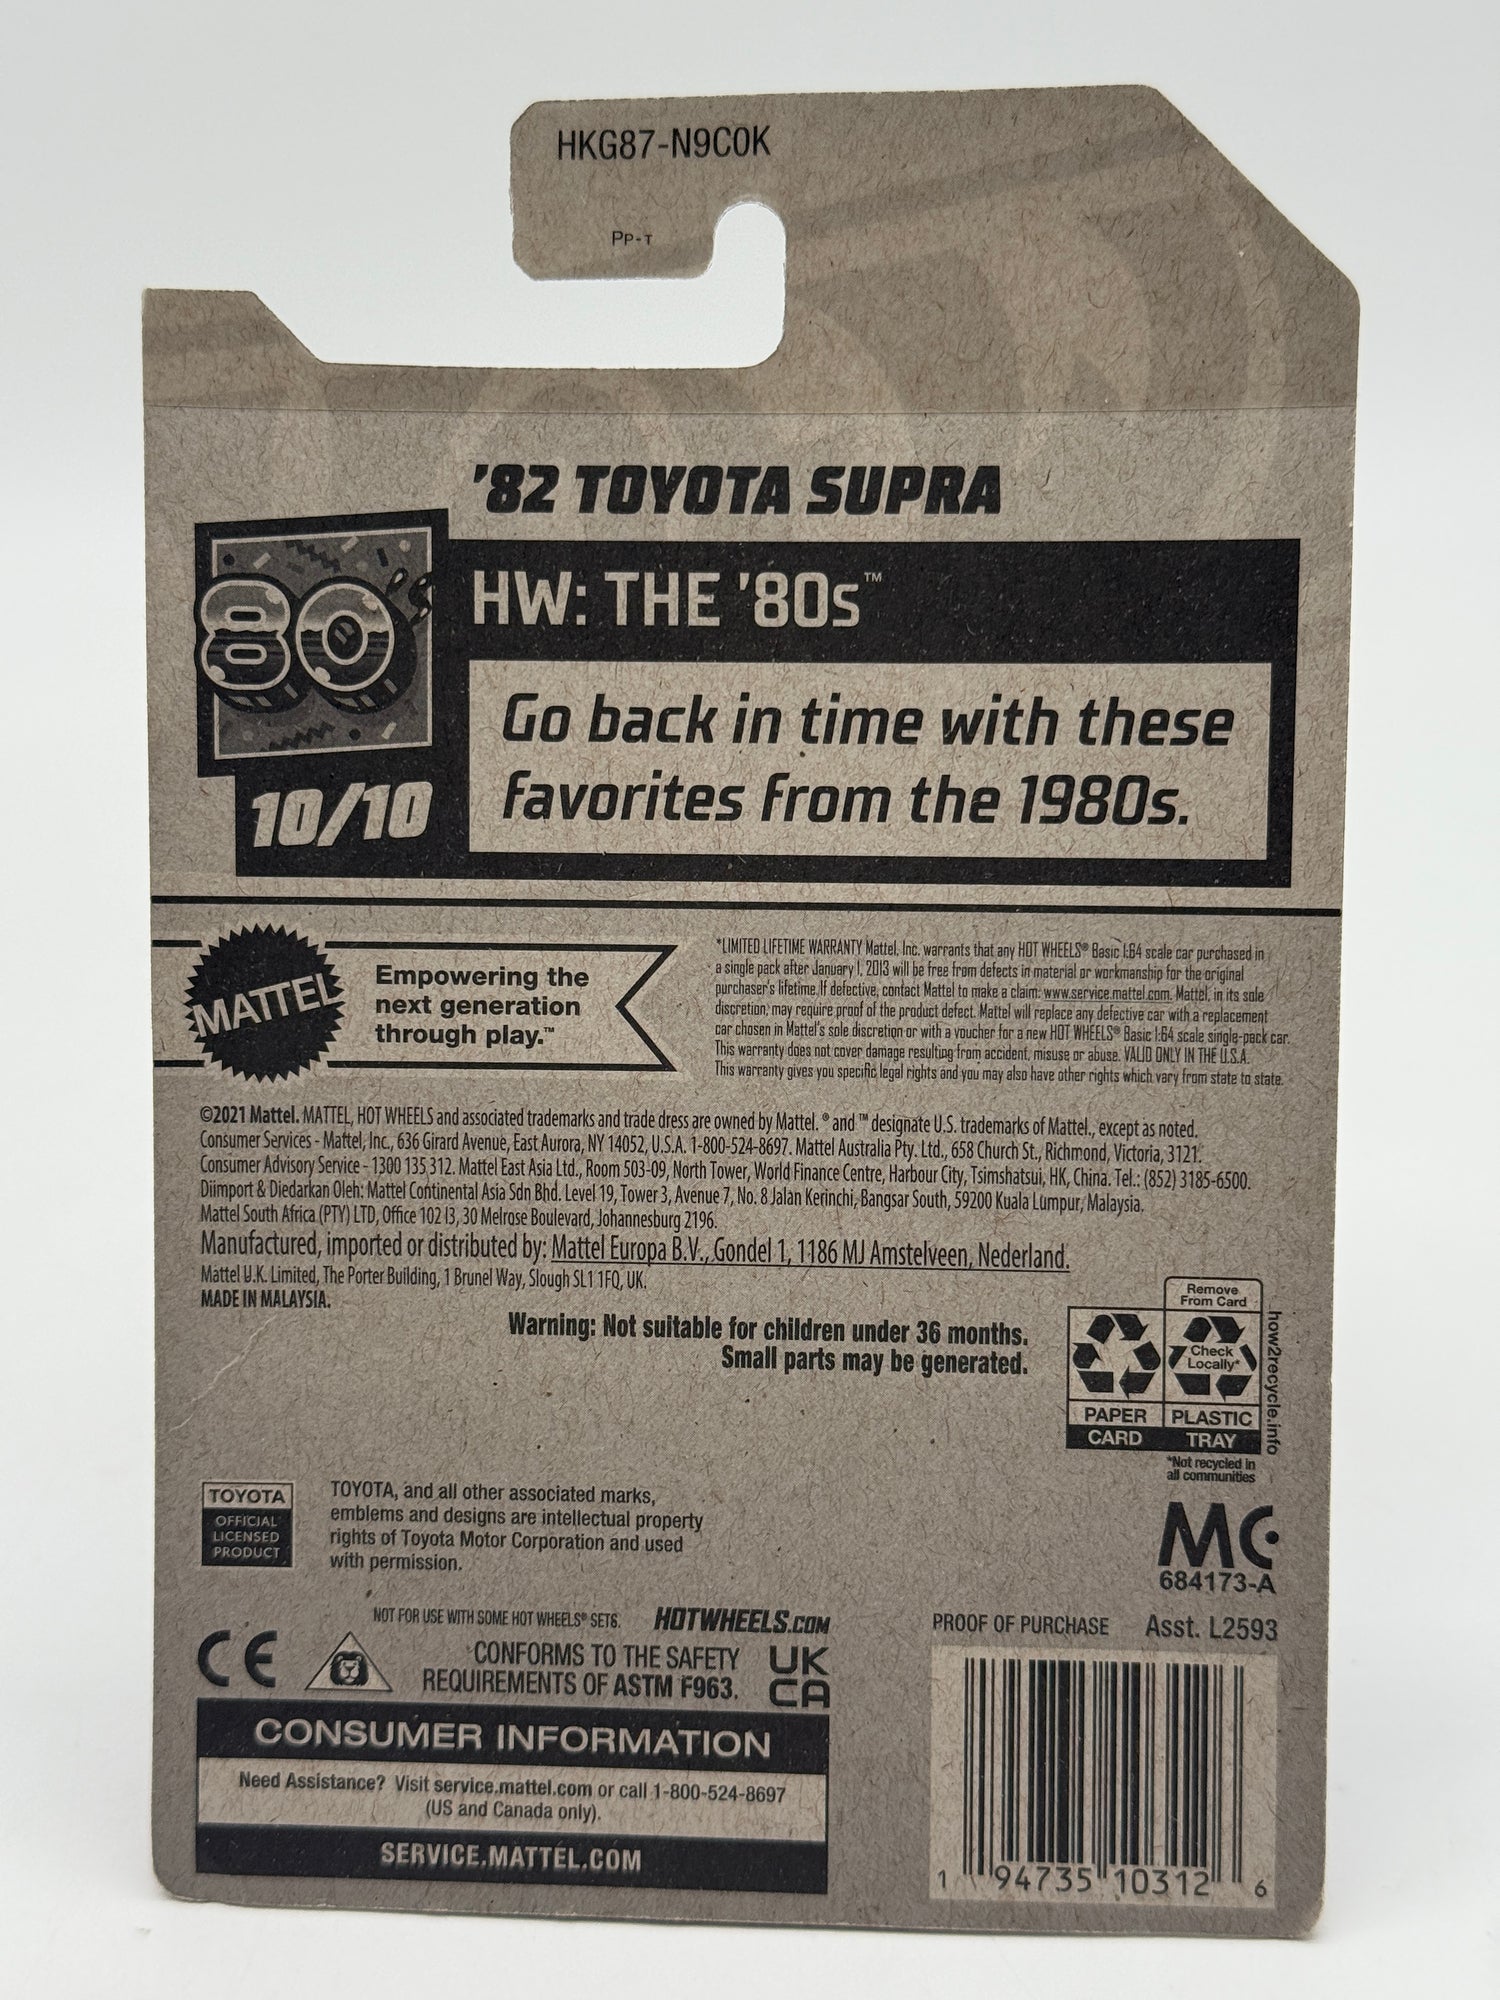 HKG87-N9C0K
PP-T
'82 TOYOTA SUPRA
80's
HW: THE '80s™
Go back in time with these
favorites from the 1980s.
10/10
MATTEL
Empowering the
next generation
through play.™
*LIMITED LIFETIME WARRANTY Mattel, Inc. warrants that any HOT WHEELS® Basic 1:64 scale car purchased in
a single pack after January 1, 2013 will be free from defects in material or workmanship for the original
purchaser's lifetime. If defective, contact Mattel to make a claim: www.service.mattel.com. Mattel, in its sole
discretion, may require proof of the product defect. Mattel will replace any defective car with a replacement
car chosen in Mattel's sole discretion or with a voucher for a new HOT WHEELS® Basic 1:64 scale single-pack car.
This warranty does not cover damage resulting from accident, misuse or abuse. VALID ONLY IN THE U.S.A.
This warranty gives you specific legal rights and you may also have other rights which vary from state to state.
©2021 Mattel. MATTEL, HOT WHEELS and associated trademarks and trade dress are owned by Mattel. ® and ™ designate U.S. trademarks of Mattel., except as noted.
Consumer Services - Mattel, Inc., 636 Girard Avenue, East Aurora, NY 14052, U.S.A. 1-800-524-8697. Mattel Australia Pty. Ltd., 658 Church St., Richmond, Victoria, 3121.
Consumer Advisory Service - 1300 135 312. Mattel East Asia Ltd., Room 503-09, North Tower, World Finance Centre, Harbour City, Tsimshatsui, HK, China. Tel.: (852) 3185-6500.
Diimport & Diedarkan Oleh: Mattel Continental Asia Sdn Bhd. Level 19, Tower 3, Avenue 7, No. 8 Jalan Kerinchi, Bangsar South, 59200 Kuala Lumpur, Malaysia.
Mattel South Africa (PTY) LTD, Office 102 I3, 30 Melrose Boulevard, Johannesburg 2196.
Manufactured, imported or distributed by: Mattel Europa B.V., Gondel 1, 1186 MJ Amstelveen, Nederland.
Mattel U.K. Limited, The Porter Building, 1 Brunel Way, Slough SL1 1FQ, UK.
MADE IN MALAYSIA.
Warning: Not suitable for children under 36 months.
Small parts may be generated.
Remove
From Card
Check
Locally*
PAPER
CARD
PLASTIC
TRAY
how2recycle.info
*Not recycled in
all communities
TOYOTA
OFFICIAL
LICENSED
PRODUCT
TOYOTA, and all other associated marks,
emblems and designs are intellectual property
rights of Toyota Motor Corporation and used
with permission.
MC
684173-A
NOT FOR USE WITH SOME HOT WHEELS® SETS. HOTWHEELS.COM
CE
CONFORMS TO THE SAFETY
REQUIREMENTS OF ASTM F963.
UK
CA
PROOF OF PURCHASE Asst. L2593
CONSUMER INFORMATION
Need Assistance? Visit service.mattel.com or call 1-800-524-8697
(US and Canada only).
SERVICE.MATTEL.COM
1 94735 10312 6